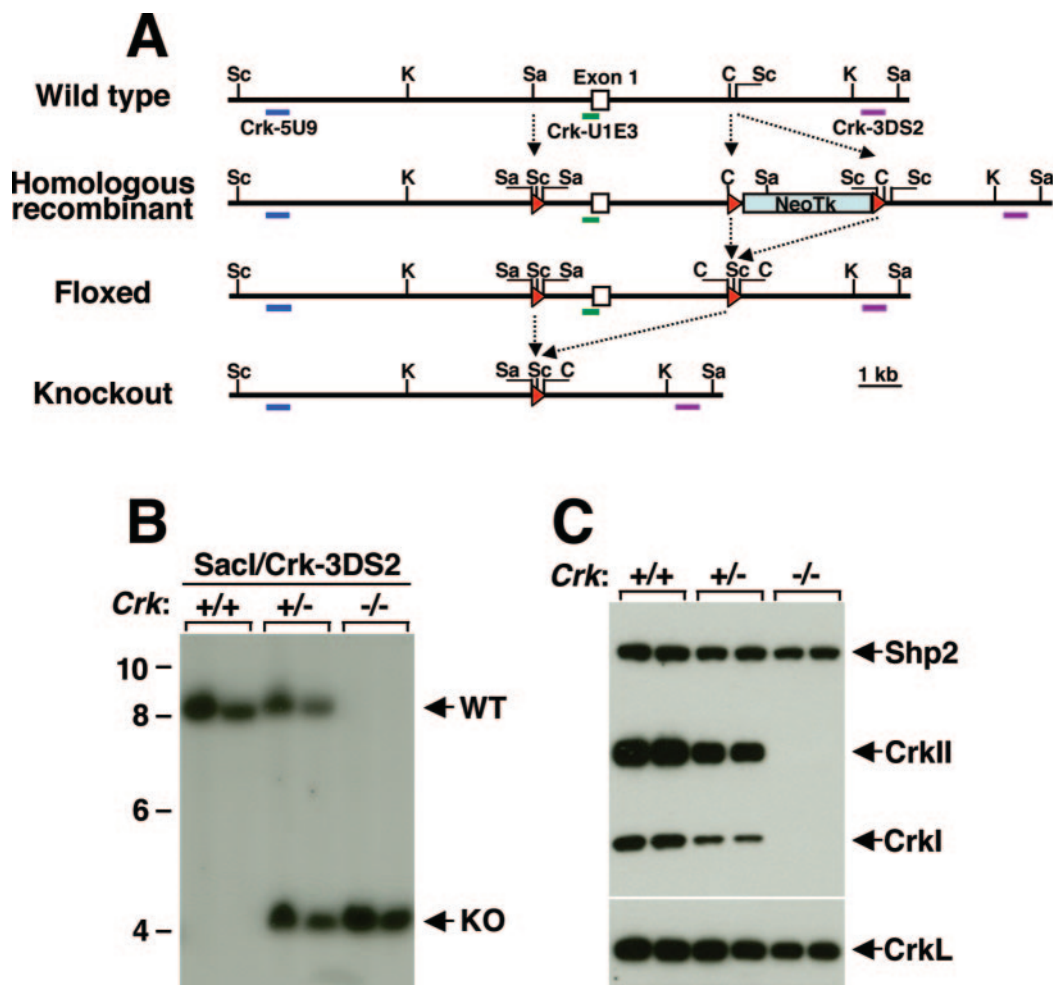 A
Sc K Sa Exon 1 C Sc K Sa
Wild type
Crk-5U9 Crk-U1E3 Crk-3DS2
Sc K Sa Sc Sa C Sa Sc C Sc K Sa
Homologous
recombinant
NeoTk
Sc K Sa Sc Sa C Sc C K Sa
Floxed
Sc K Sa Sc C K Sa
Knockout
1 kb
B
SacI/Crk-3DS2
Crk: +/+ +/- -/-
10
8
6
4
WT
KO
C
Crk: +/+ +/- -/-
Shp2
CrkII
CrkI
CrkL